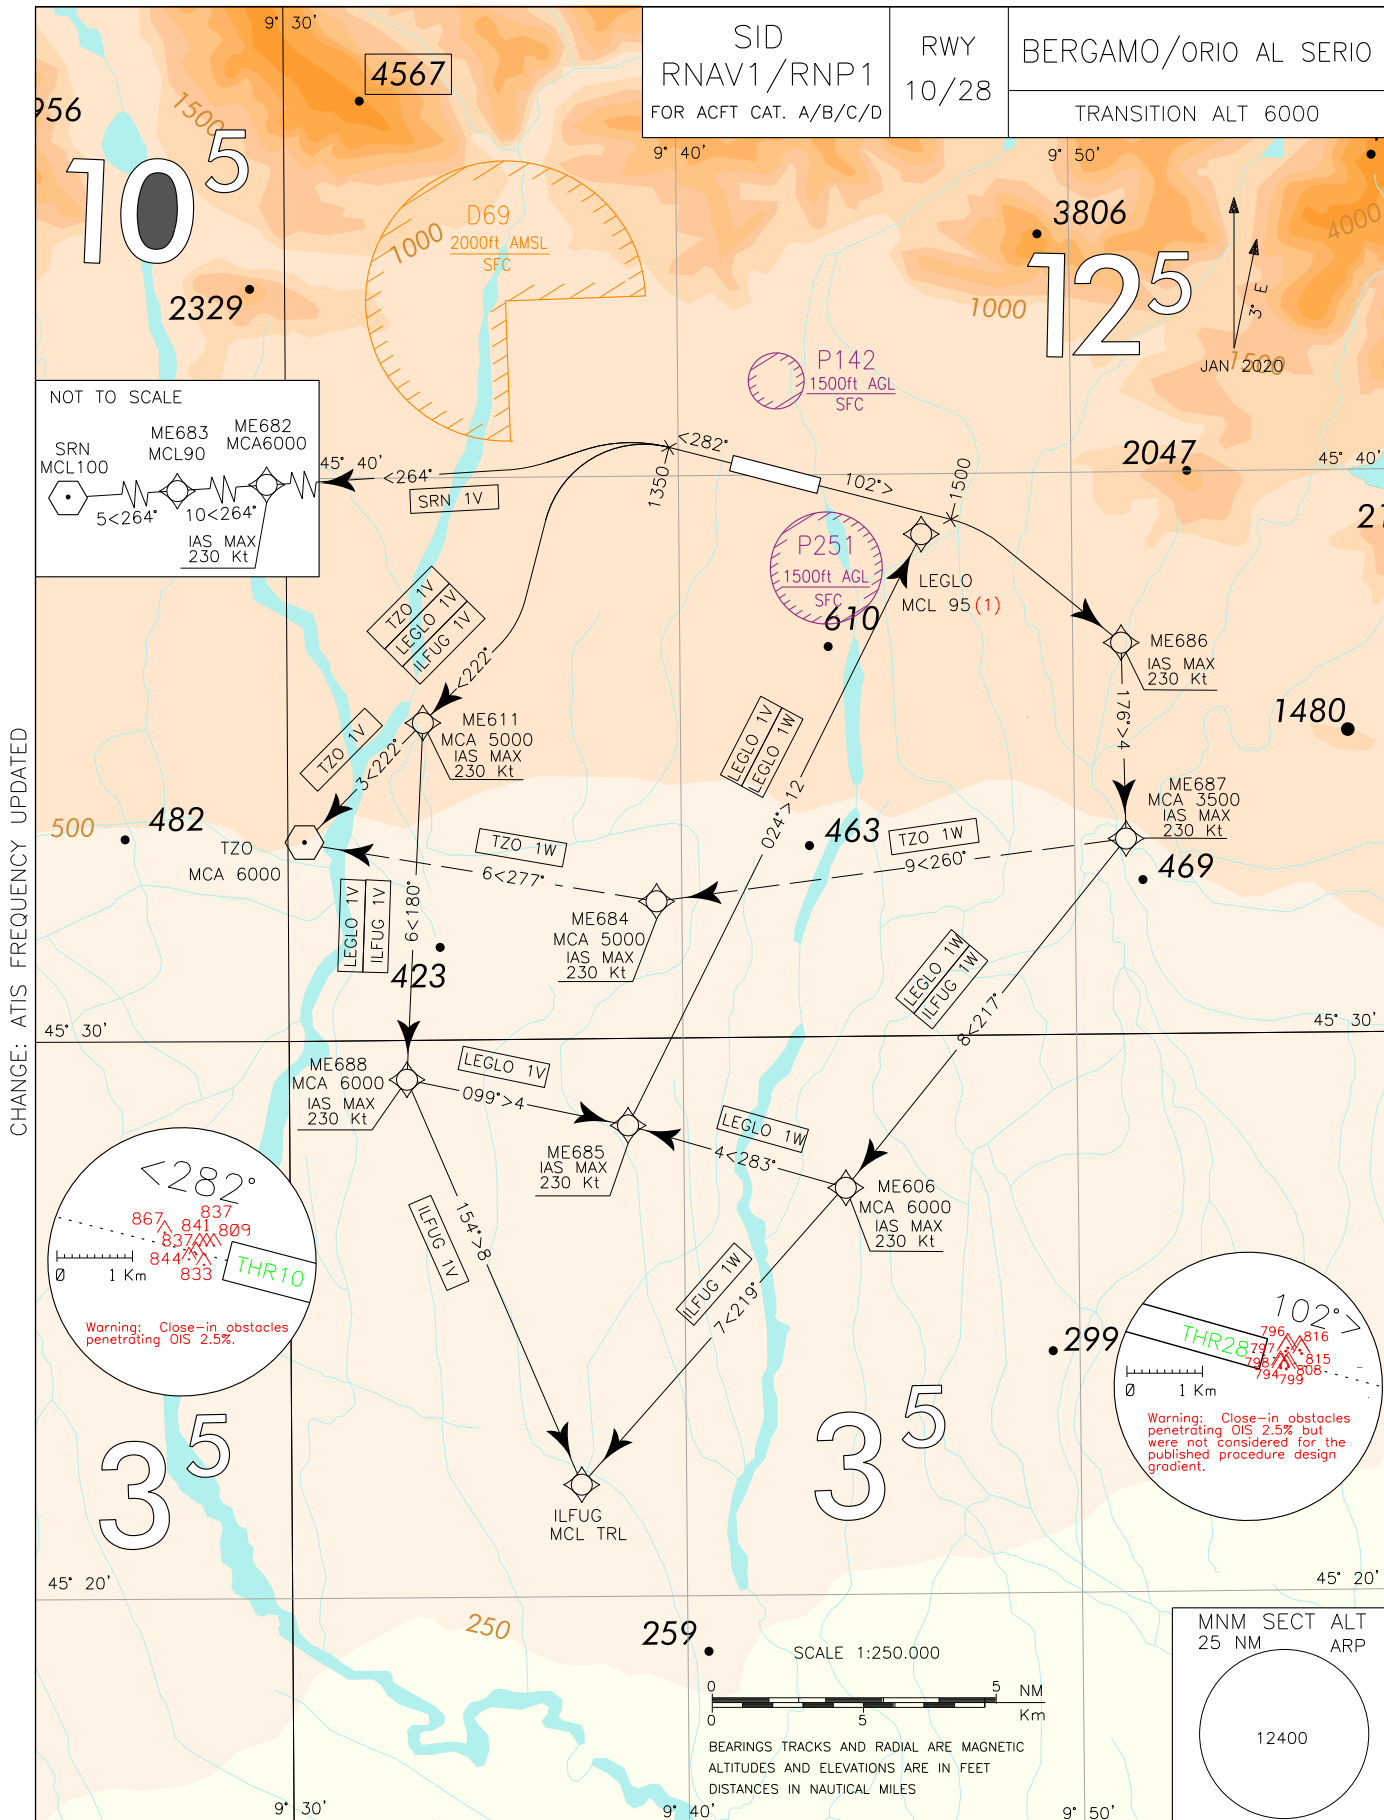 9° 30'
SID
RNAV1/RNP1
FOR ACFT CAT. A/B/C/D
RWY
10/28
BERGAMO/ORIO AL SERIO
TRANSITION ALT 6000
4567
1500
956
10 5
9° 40'
9° 50'
D69
2000ft AMSL
SFC
1000
3806
4000
12 5
1000
3° E
JAN 2020
1500
2329
P142
1500ft AGL
SFC
NOT TO SCALE
SRN
MCL100
ME683
MCL90
ME682
MCA6000
5<264°
10<264°
IAS MAX
230 Kt
45° 40'
<264°
SRN 1V
<282°
1350
102°>
1500
2047
45° 40'
27
P251
1500ft AGL
SFC
610
LEGLO
MCL 95(1)
TZO 1V
LEGLO 1V
ILFUG 1V
<222°
ME686
IAS MAX
230 Kt
176°>4
1480
ME611
MCA 5000
IAS MAX
230 Kt
TZO 1V
3<222°
LEGLO 1V
LEGLO 1W
024°>12
ME687
MCA 3500
IAS MAX
230 Kt
500
482
TZO
MCA 6000
TZO 1W
6<277°
463
TZO 1W
9<260°
469
LEGLO 1V
ILFUG 1V
6<180°
423
ME684
MCA 5000
IAS MAX
230 Kt
LEGLO 1W
ILFUG 1W
8<217°
45° 30'
45° 30'
ME688
MCA 6000
IAS MAX
230 Kt
LEGLO 1V
099°>4
ME685
IAS MAX
230 Kt
LEGLO 1W
4<283°
ME606
MCA 6000
IAS MAX
230 Kt
<282°
837
867
841
809
837
844
833
THR10
0 1 Km
Warning: Close-in obstacles
penetrating OIS 2.5%.
ILFUG 1V
154°>8
ILFUG 1W
7<219°
299
102°>
THR28
796
816
797
815
798
808
794
799
0 1 Km
Warning: Close-in obstacles
penetrating OIS 2.5% but
were not considered for the
published procedure design
gradient.
3 5
3 5
ILFUG
MCL TRL
45° 20'
45° 20'
250
259
SCALE 1:250.000
0 5 NM
0 5 Km
BEARINGS TRACKS AND RADIAL ARE MAGNETIC
ALTITUDES AND ELEVATIONS ARE IN FEET
DISTANCES IN NAUTICAL MILES
MNM SECT ALT
25 NM ARP
12400
9° 30'
9° 40'
9° 50'
CHANGE: ATIS FREQUENCY UPDATED